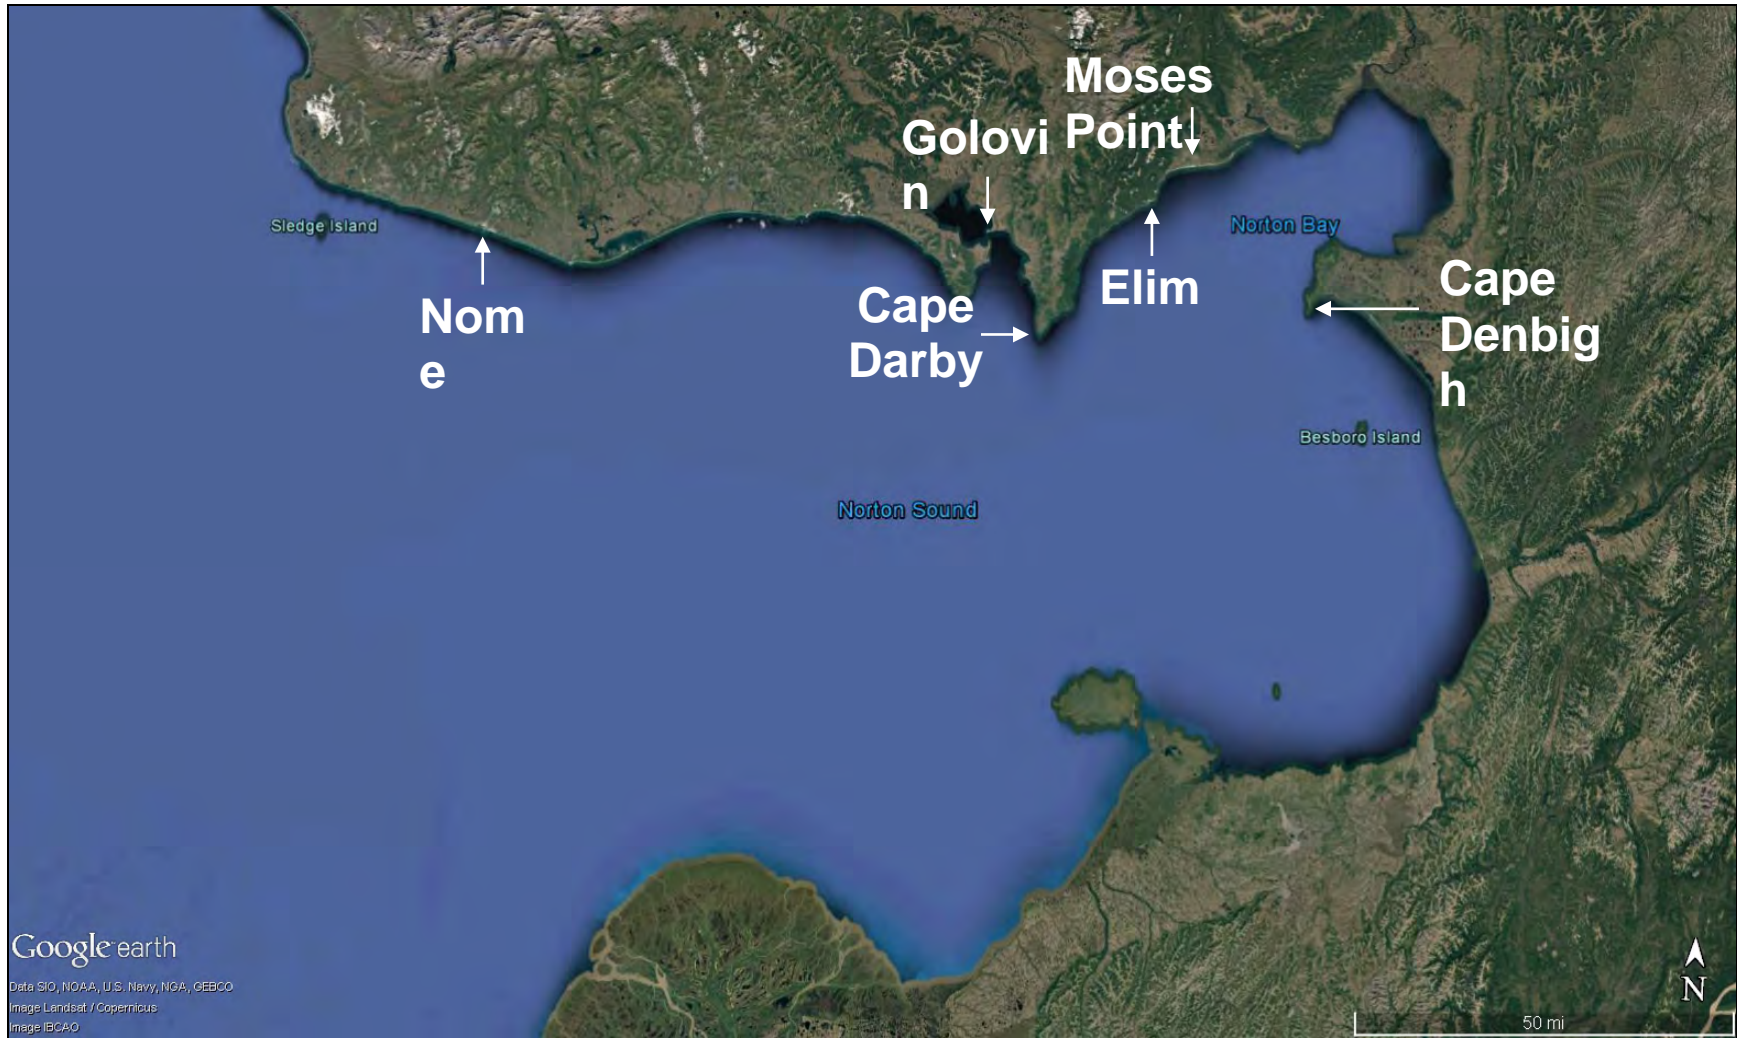 Moses
Point
Golovi
n
Sledge Island
Norton Bay
Elim
Cape
Denbig
h
Nom
e
Cape
Darby
Besboro Island
Norton Sound
Google earth
Data SIO, NOAA, U.S. Navy, NGA, GEBCO
Image Landsat / Copernicus
Image IBCAO
N
50 mi